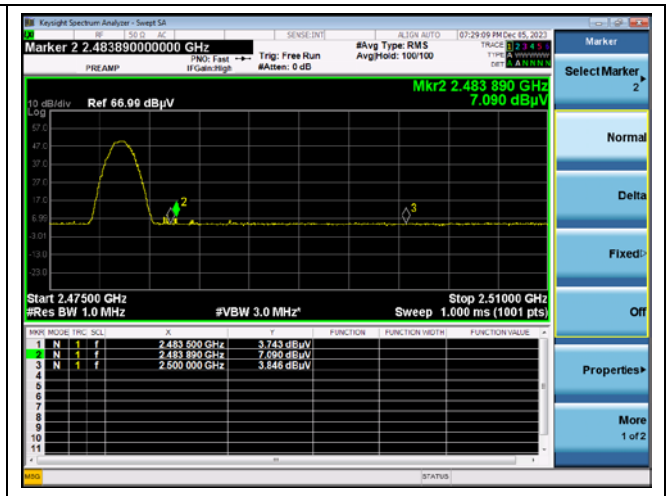 Keysight Spectrum Analyzer - Swept SA
RF 50 Ω AC SENSE:INT ALIGN AUTO 07:29:09 PM Dec 05, 2023
Marker 2 2.483890000000 GHz #Avg Type: RMS TRACE 1 2 3 4 5 6
PNO: Fast Trig: Free Run Avg|Hold: 100/100 TYPE A WWWWW
PREAMP IFGain:High #Atten: 0 dB DET A A N N N N
Mkr2 2.483 890 GHz
10 dB/div Ref 66.99 dBµV 7.090 dBµV
Log
57.0
47.0
37.0
27.0
17.0
6.99
-3.01
-13.0
-23.0
2
3
Start 2.47500 GHz Stop 2.51000 GHz
#Res BW 1.0 MHz #VBW 3.0 MHz* Sweep 1.000 ms (1001 pts)
MKR MODE TRC SCL X Y FUNCTION FUNCTION WIDTH FUNCTION VALUE
1 N 1 f 2.483 500 GHz 3.743 dBµV
2 N 1 f 2.483 890 GHz 7.090 dBµV
3 N 1 f 2.500 000 GHz 3.846 dBµV
4
5
6
7
8
9
10
11
MSG STATUS
Marker
Select Marker
2
Normal
Delta
Fixed
Off
Properties
More
1 of 2